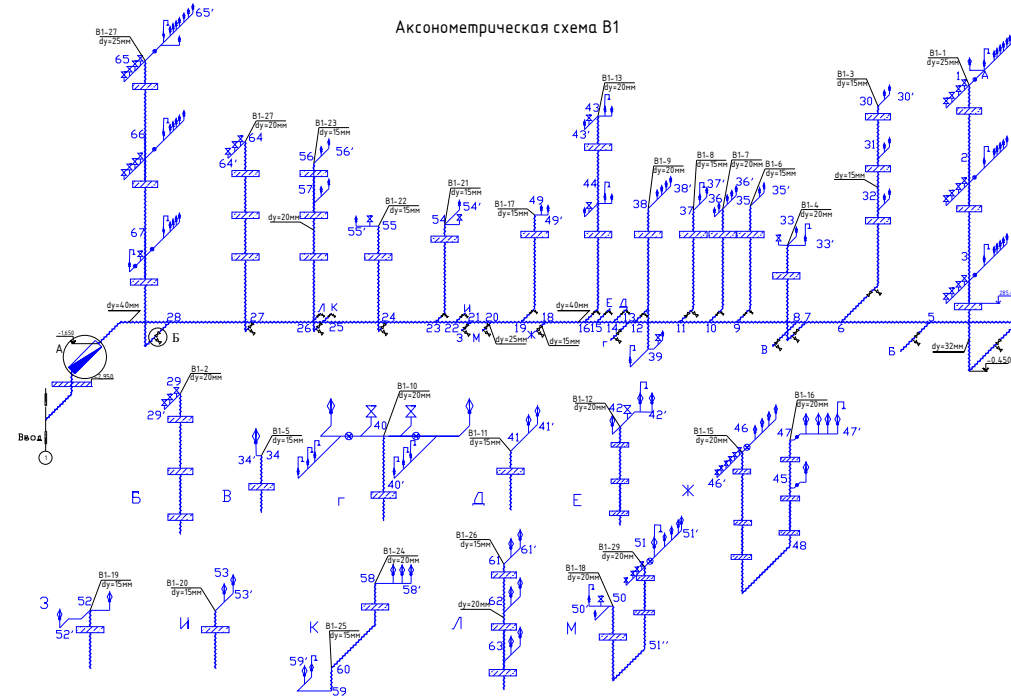 Аксонометрическая схема В1
65'
В1-27
dy=25мм
65
66
67
dy=40мм
28
Б
-1.650
А
-2.950
Ввод
1
В1-27
dy=20мм
64
64'
27
В1-23
dy=15мм
56
56'
57
dy=20мм
Л
К
26
25
В1-22
dy=15мм
55
55'
24
В1-21
dy=15мм
54'
54
И
23
22
21
З
М
20
dy=25мм
В1-17
dy=15мм
49
49'
19
18
Ж
dy=15мм
В1-13
dy=20мм
43
43'
44
dy=40мм
Е
Д
16
15
14
13
12
г
В1-9
dy=20мм
38'
38
39
В1-8
dy=15мм
37'
37
11
В1-7
dy=20мм
36'
36
10
В1-6
dy=15мм
35'
35
9
В1-4
dy=20мм
33
33'
8
7
В
В1-3
dy=15мм
30
30'
31
dy=15мм
32
6
5
Б
В1-1
dy=25мм
1
А
2
3
dy=32мм
-0.450
29
В1-2
dy=20мм
29'
Б
В1-5
dy=15мм
34'
34
В
В1-10
dy=20мм
40
40'
г
В1-11
dy=15мм
41
41'
Д
В1-12
dy=20мм
42
42'
Е
В1-15
dy=20мм
46
46'
Ж
В1-16
dy=20мм
47
47'
45
48
З
В1-19
dy=15мм
52
52'
В1-20
dy=15мм
53
53'
И
В1-24
dy=20мм
58
58'
К
В1-25
dy=15мм
59'
60
59
В1-26
dy=15мм
61
61'
dy=20мм
62
63
Л
В1-18
dy=20мм
50
50'
М
В1-29
dy=20мм
51
51'
51''